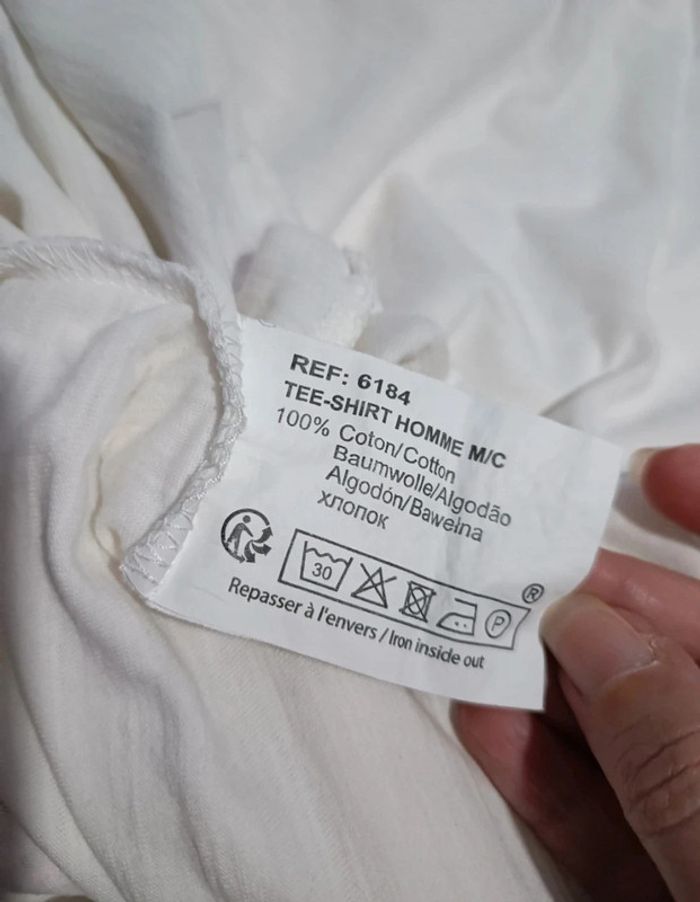 REF: 6184
TEE-SHIRT HOMME M/C
100% Coton/Cotton
Baumwolle/Algodão
Algodón/Bawełna
хлопок
30 P ®
Repasser à l'envers / Iron inside out